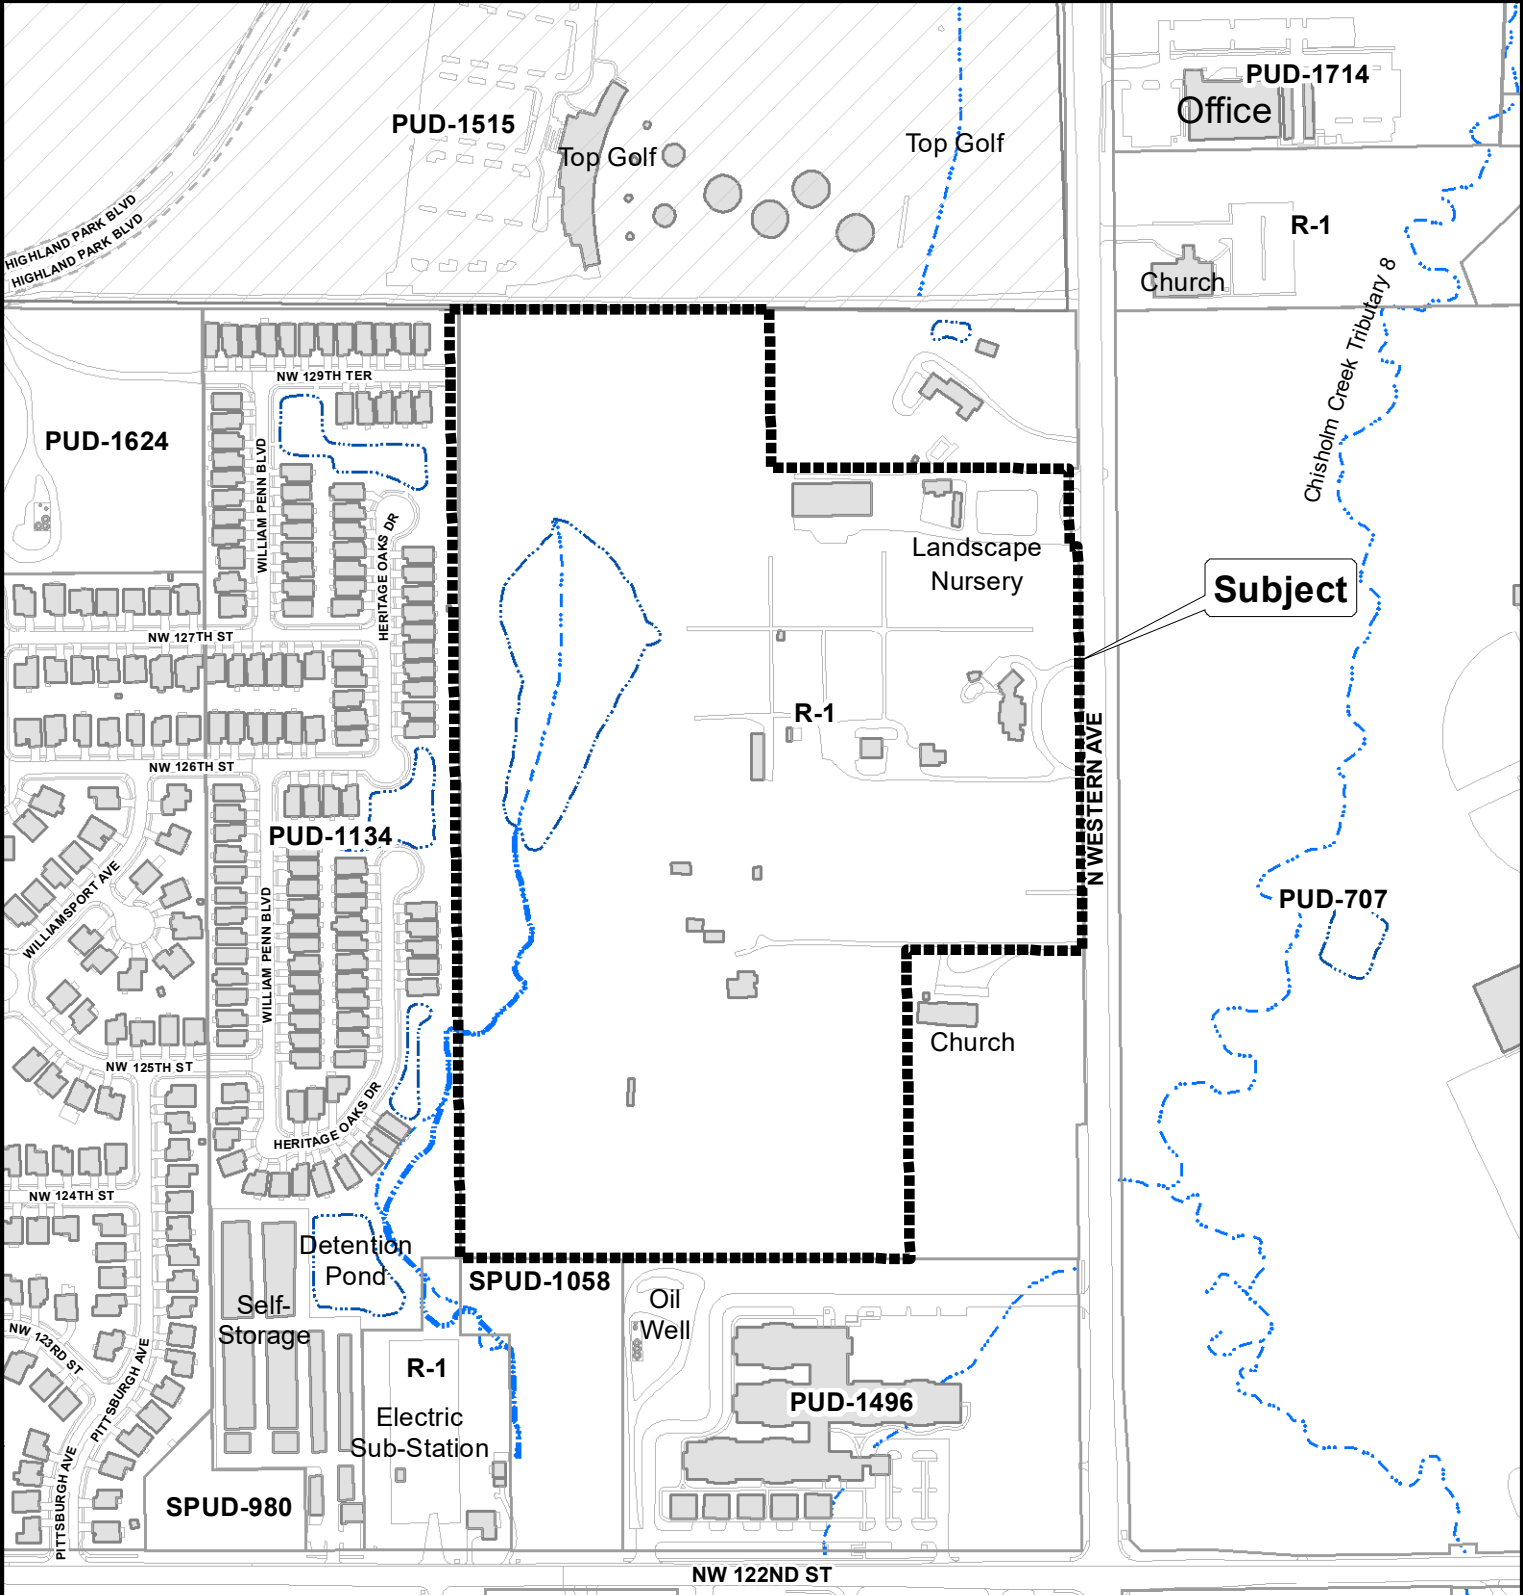 PUD-1714
Office
PUD-1515
Top Golf
Top Golf
HIGHLAND PARK BLVD
HIGHLAND PARK BLVD
R-1
Church
Chisholm Creek Tributary 8
NW 129TH TER
PUD-1624
WILLIAM PENN BLVD
HERITAGE OAKS DR
Landscape
Nursery
Subject
NW 127TH ST
R-1
N WESTERN AVE
NW 126TH ST
PUD-1134
WILLIAMSPORT AVE
WILLIAM PENN BLVD
PUD-707
Church
NW 125TH ST
HERITAGE OAKS DR
NW 124TH ST
Detention
Pond
SPUD-1058
Self-
Storage
Oil
Well
NW 123RD ST
PITTSBURGH AVE
R-1
PUD-1496
Electric
Sub-Station
PITTSBURGH AVE
SPUD-980
NW 122ND ST